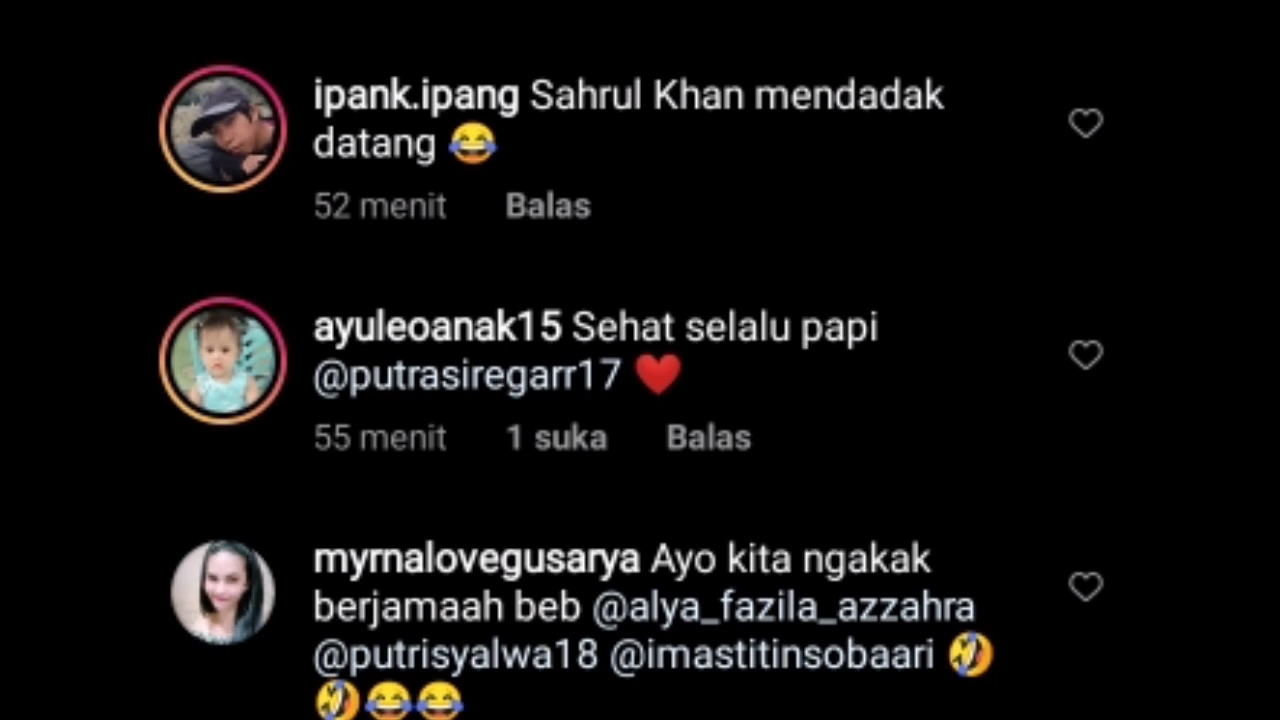 ipank.ipang Sahrul Khan mendadak
datang 😂
52 menit Balas
ayuleoanak15 Sehat selalu papi
@putrasiregarr17 ❤️
55 menit 1 suka Balas
myrnalovegusarya Ayo kita ngakak
berjamaah beb @alya_fazila_azzahra
@putrisyalwa18 @imastitinsobaari 🤣
🤣😂😂